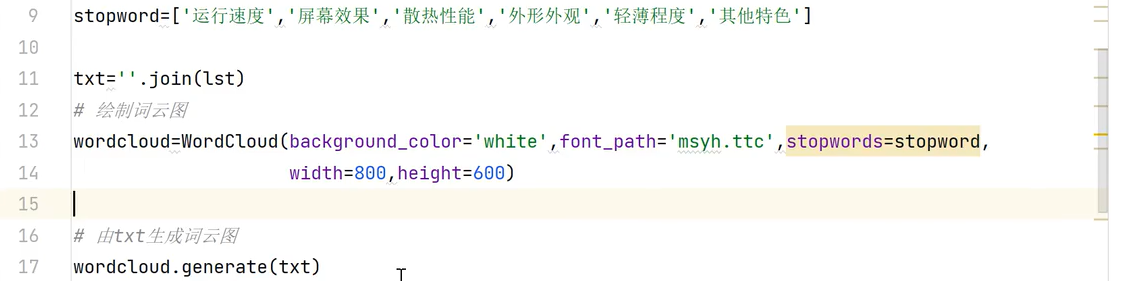 9 stopword=['运行速度','屏幕效果','散热性能','外形外观','轻薄程度','其他特色']
10
11 txt=''.join(lst)
12 # 绘制词云图
13 wordcloud=WordCloud(background_color='white',font_path='msyh.ttc',stopwords=stopword,
14 width=800,height=600)
15
16 # 由txt生成词云图
17 wordcloud.generate(txt)